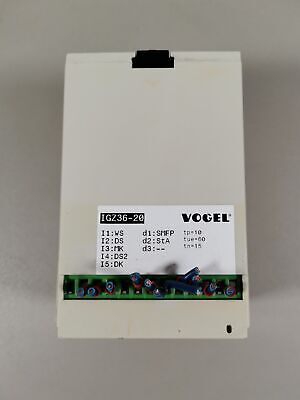 IGZ36-20 VOGEL®
I1:WS d1:SMFP tp=10
I2:DS d2:StA tue=60
I3:MK d3:-- tn=15
I4:DS2
I5:DK